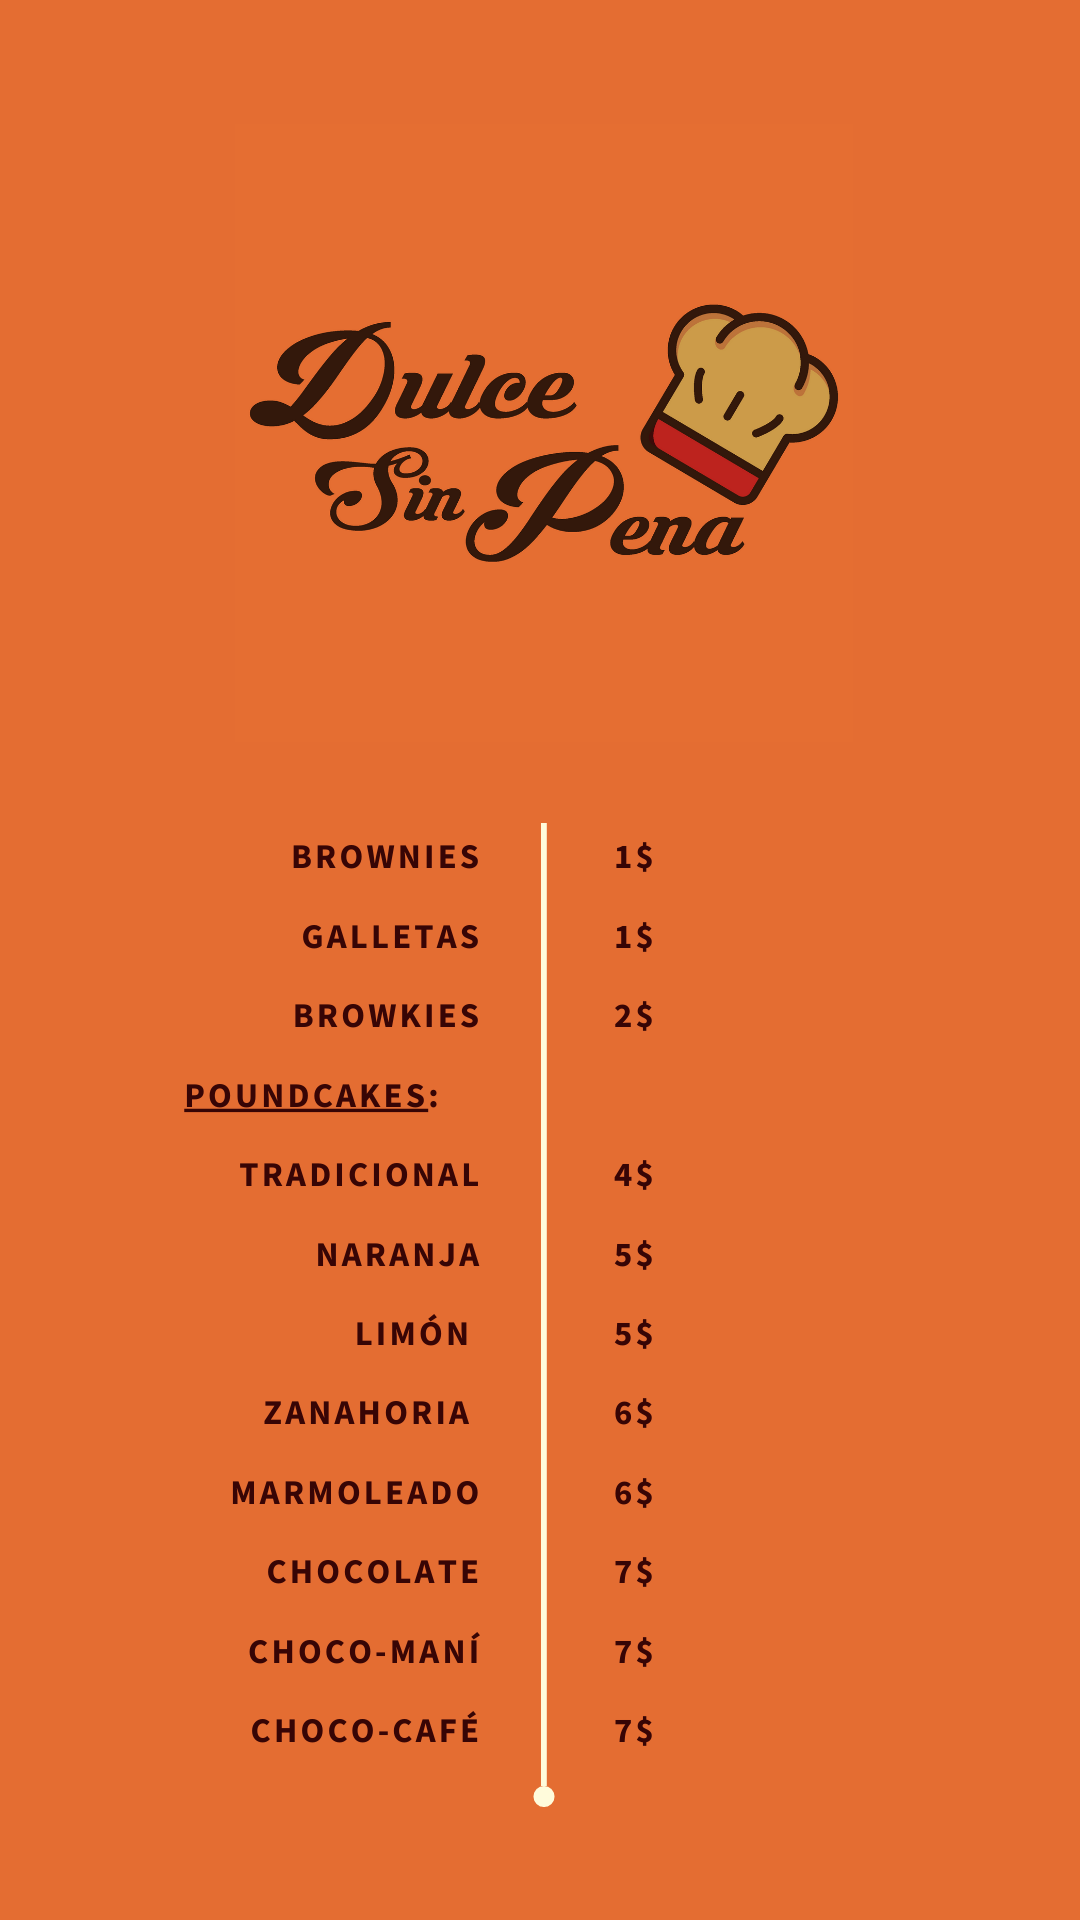 Dulce
Sin Pena
BROWNIES 1$
GALLETAS 1$
BROWKIES 2$
POUNDCAKES:
TRADICIONAL 4$
NARANJA 5$
LIMÓN 5$
ZANAHORIA 6$
MARMOLEADO 6$
CHOCOLATE 7$
CHOCO-MANÍ 7$
CHOCO-CAFÉ 7$